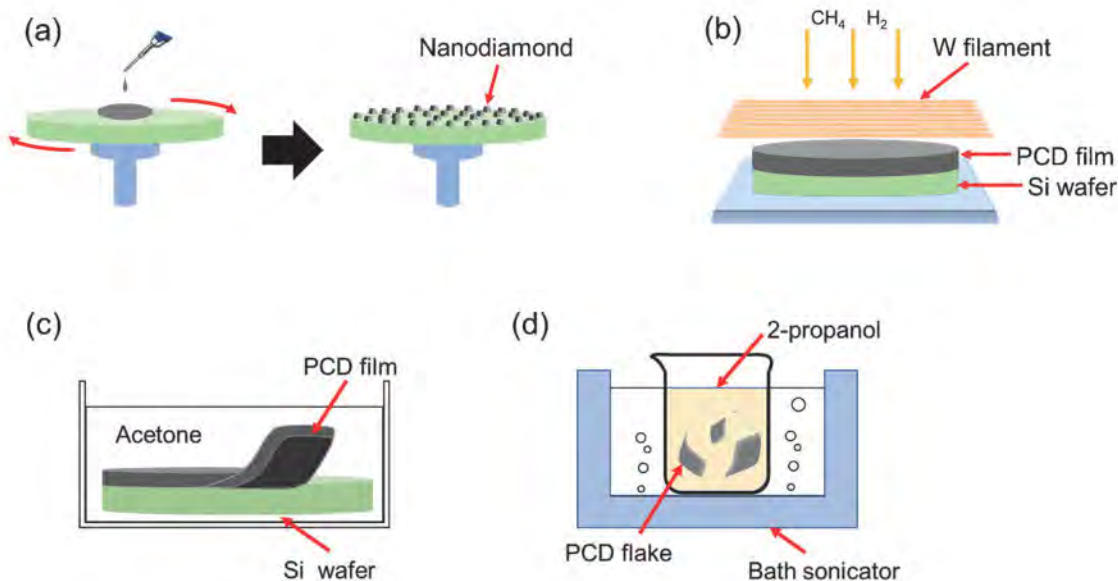 (a)
Nanodiamond
(b)
CH₄ H₂
W filament
PCD film
Si wafer
(c)
PCD film
Acetone
Si wafer
(d)
2-propanol
PCD flake
Bath sonicator